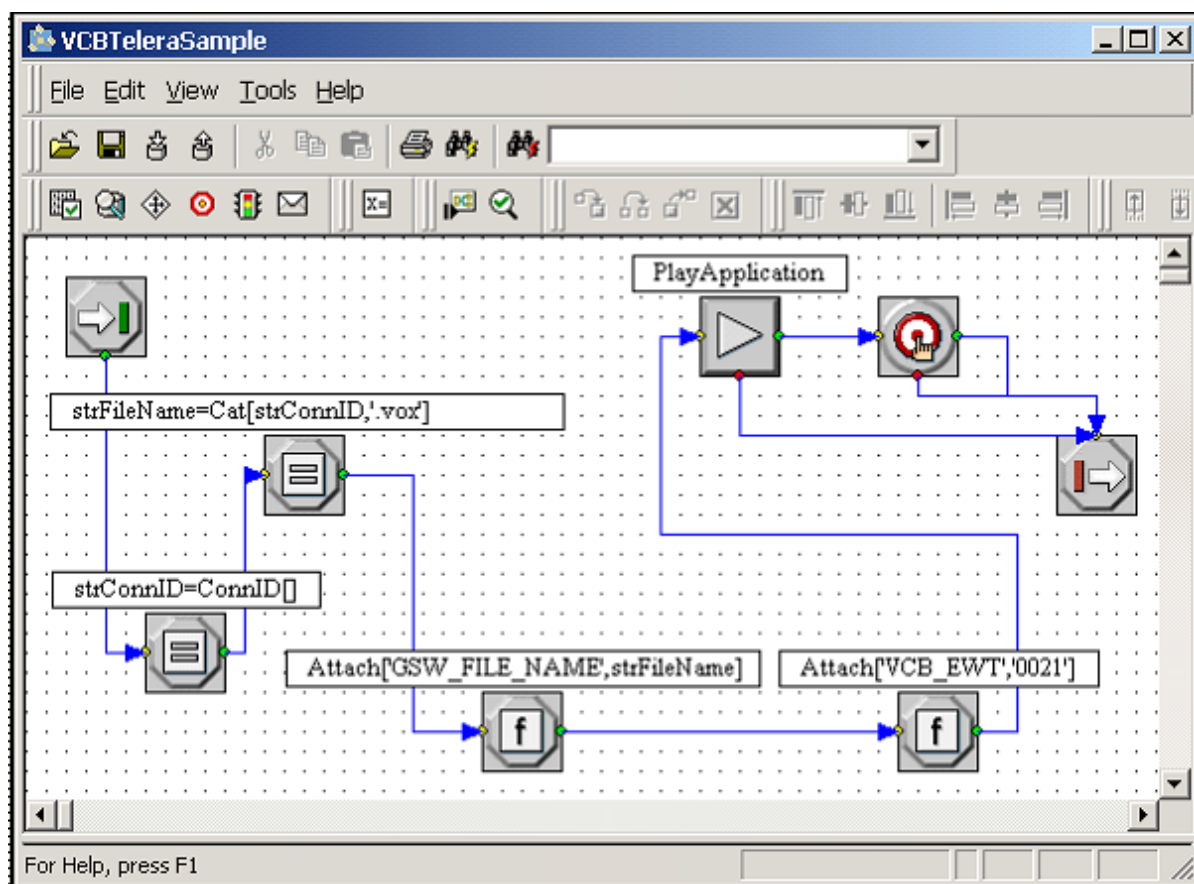 VCBTeleraSample
File Edit View Tools Help
X=
PlayApplication
strFileName=Cat[strConnID,'.vox']
strConnID=ConnID[]
Attach['GSW_FILE_NAME',strFileName]
Attach['VCB_EWT','0021']
f
f
For Help, press F1